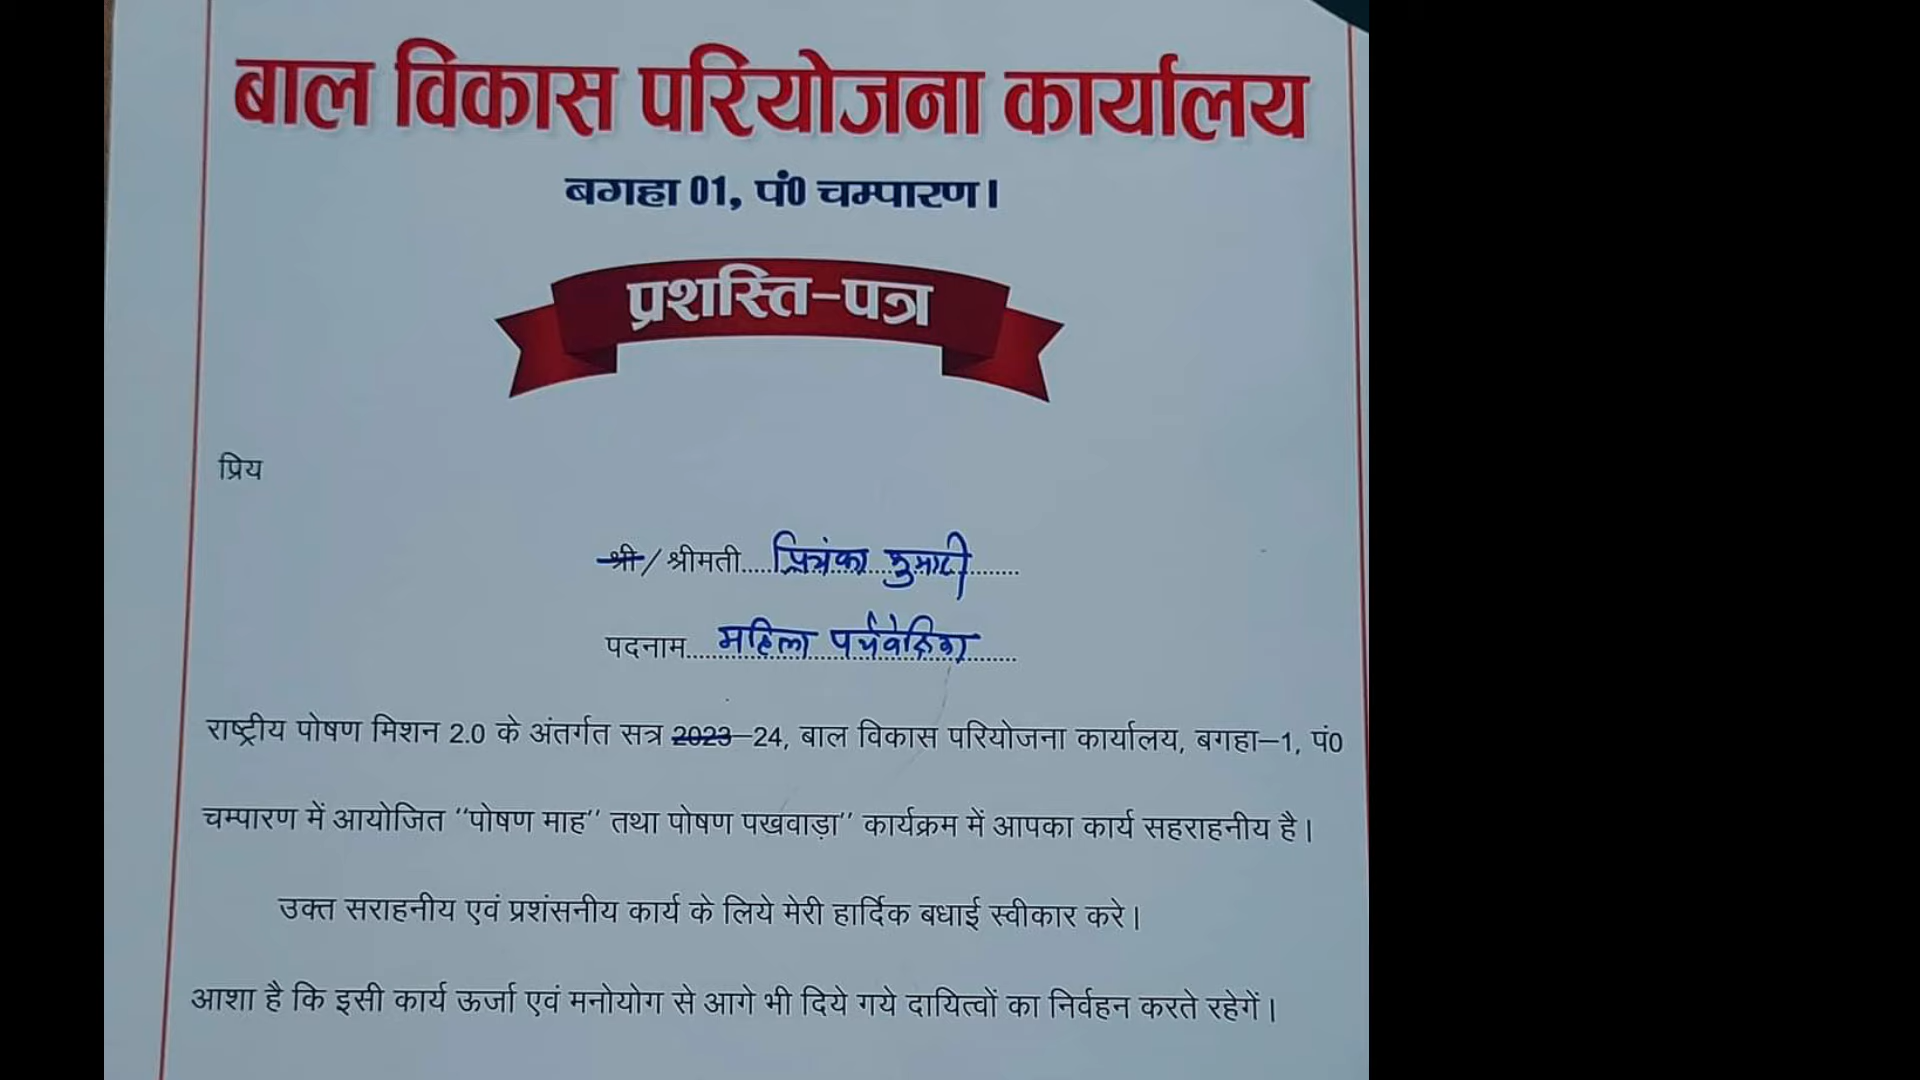 बाल विकास परियोजना कार्यालय
बगहा 01, पं0 चम्पारण।
प्रशस्ति-पत्र
प्रिय
श्री/ श्रीमती.....प्रियंका कुमारी......
पदनाम...महिला पर्यवेक्षिका......
राष्ट्रीय पोषण मिशन 2.0 के अंतर्गत सत्र 2023–24, बाल विकास परियोजना कार्यालय, बगहा–1, पं0
चम्पारण में आयोजित ''पोषण माह'' तथा पोषण पखवाड़ा'' कार्यक्रम में आपका कार्य सहराहनीय है।
उक्त सराहनीय एवं प्रशंसनीय कार्य के लिये मेरी हार्दिक बधाई स्वीकार करे।
आशा है कि इसी कार्य ऊर्जा एवं मनोयोग से आगे भी दिये गये दायित्वों का निर्वहन करते रहेगें।